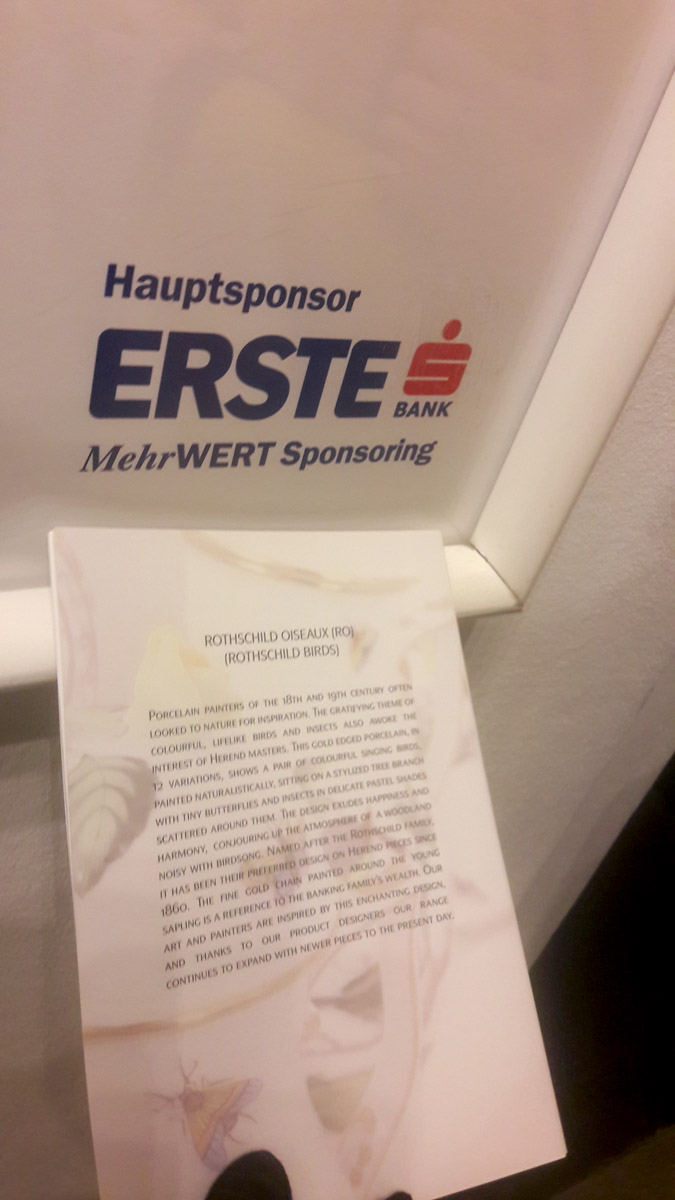 Hauptsponsor
ERSTE
BANK
MehrWERT Sponsoring
ROTHSCHILD OISEAUX (RO)
(ROTHSCHILD BIRDS)
PORCELAIN PAINTERS OF THE 18TH AND 19TH CENTURY OFTEN
LOOKED TO NATURE FOR INSPIRATION. THE GRATIFYING THEME OF
COLOURFUL, LIFELIKE BIRDS AND INSECTS ALSO AWOKE THE
INTEREST OF HEREND MASTERS. THIS GOLD EDGED PORCELAIN, IN
12 VARIATIONS, SHOWS A PAIR OF COLOURFUL SINGING BIRDS,
PAINTED NATURALISTICALLY, SITTING ON A STYLIZED TREE BRANCH
WITH TINY BUTTERFLIES AND INSECTS IN DELICATE PASTEL SHADES
SCATTERED AROUND THEM. THE DESIGN EXUDES HAPPINESS AND
HARMONY, CONJOURING UP THE ATMOSPHERE OF A WOODLAND
NOISY WITH BIRDSONG. NAMED AFTER THE ROTHSCHILD FAMILY,
IT HAS BEEN THEIR PREFERRED DESIGN ON HEREND PIECES SINCE
1860. THE FINE GOLD CHAIN PAINTED AROUND THE YOUNG
SAPLING IS A REFERENCE TO THE BANKING FAMILY'S WEALTH. OUR
ART AND PAINTERS ARE INSPIRED BY THIS ENCHANTING DESIGN,
AND THANKS TO OUR PRODUCT DESIGNERS OUR RANGE
CONTINUES TO EXPAND WITH NEWER PIECES TO THE PRESENT DAY.